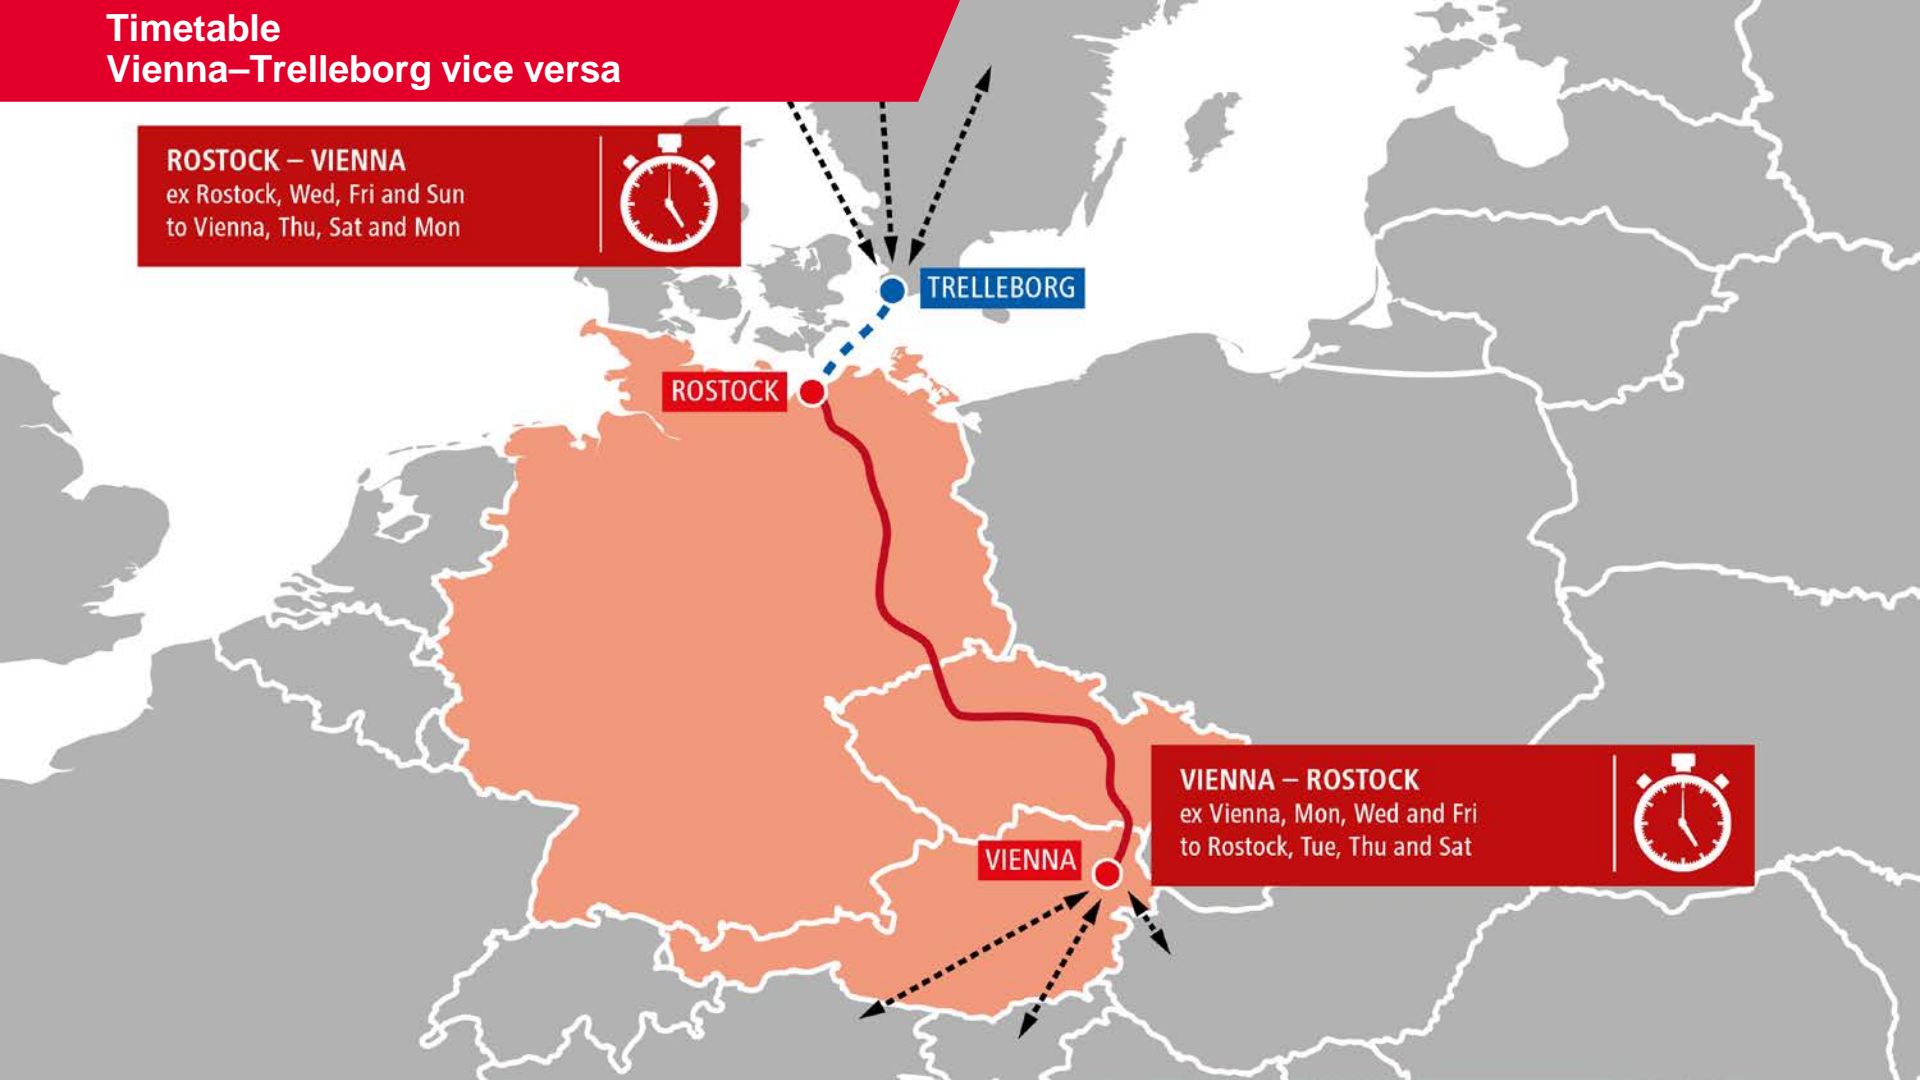 Timetable
Vienna–Trelleborg vice versa
ROSTOCK – VIENNA
ex Rostock, Wed, Fri and Sun
to Vienna, Thu, Sat and Mon
TRELLEBORG
ROSTOCK
VIENNA – ROSTOCK
ex Vienna, Mon, Wed and Fri
to Rostock, Tue, Thu and Sat
VIENNA